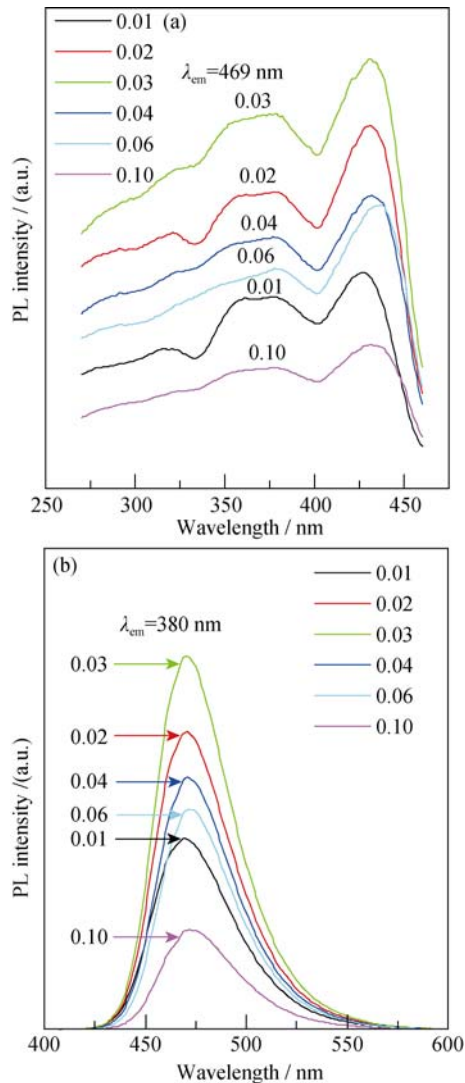 0.01
(a)
0.02
0.03
λem=469 nm
0.04
0.03
0.06
0.10
0.02
0.04
0.06
0.01
0.10
PL intensity / (a.u.)
250 300 350 400 450
Wavelength / nm
(b)
0.01
0.02
λem=380 nm
0.03
0.04
0.03
0.06
0.10
0.02
0.04
0.06
0.01
0.10
PL intensity /(a.u.)
400 450 500 550 600
Wavelength / nm